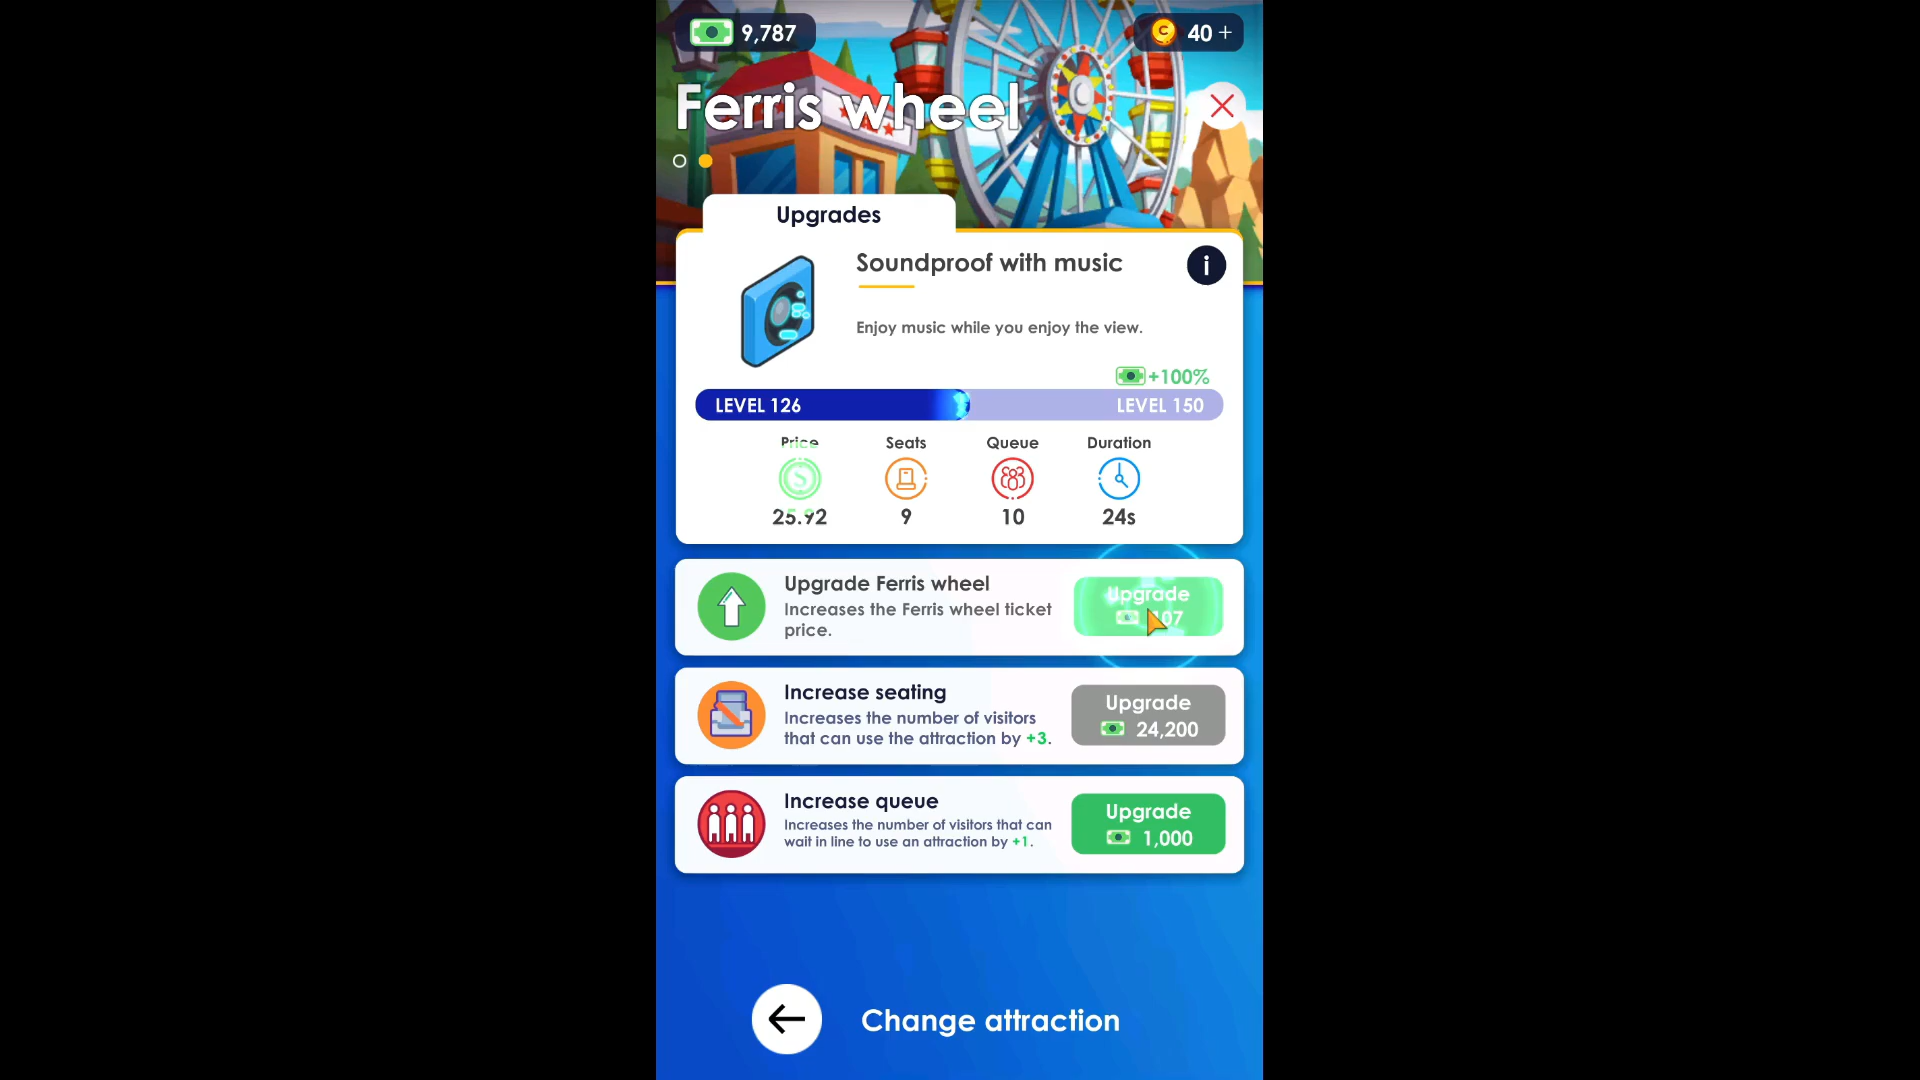 9,787
40 +
Ferris wheel
Upgrades
Soundproof with music
i
Enjoy music while you enjoy the view.
+100%
LEVEL 126
LEVEL 150
Price
Seats
Queue
Duration
25.92
9
10
24s
Upgrade Ferris wheel
Increases the Ferris wheel ticket
price.
Upgrade
Increase seating
Increases the number of visitors
that can use the attraction by +3.
Upgrade
24,200
Increase queue
Increases the number of visitors that can
wait in line to use an attraction by +1.
Upgrade
1,000
Change attraction